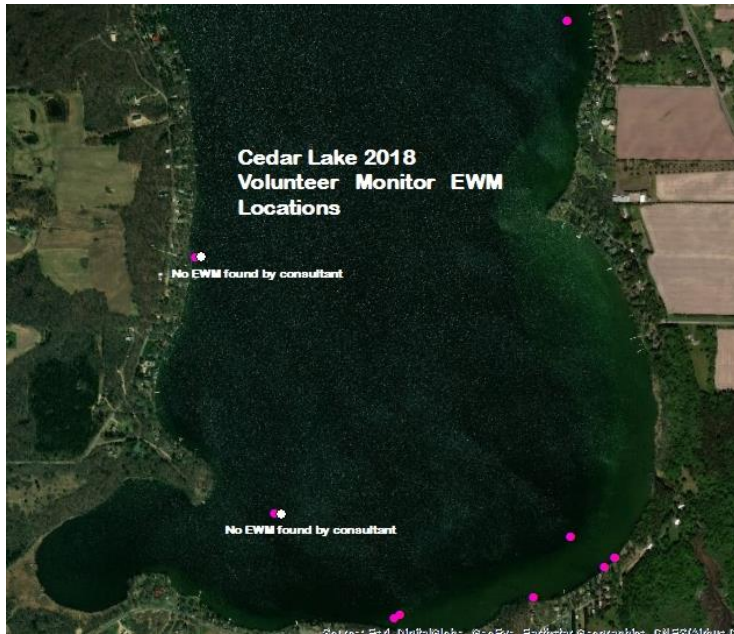 Cedar Lake 2018
Volunteer Monitor EWM
Locations
No EWM found by consultant
No EWM found by consultant